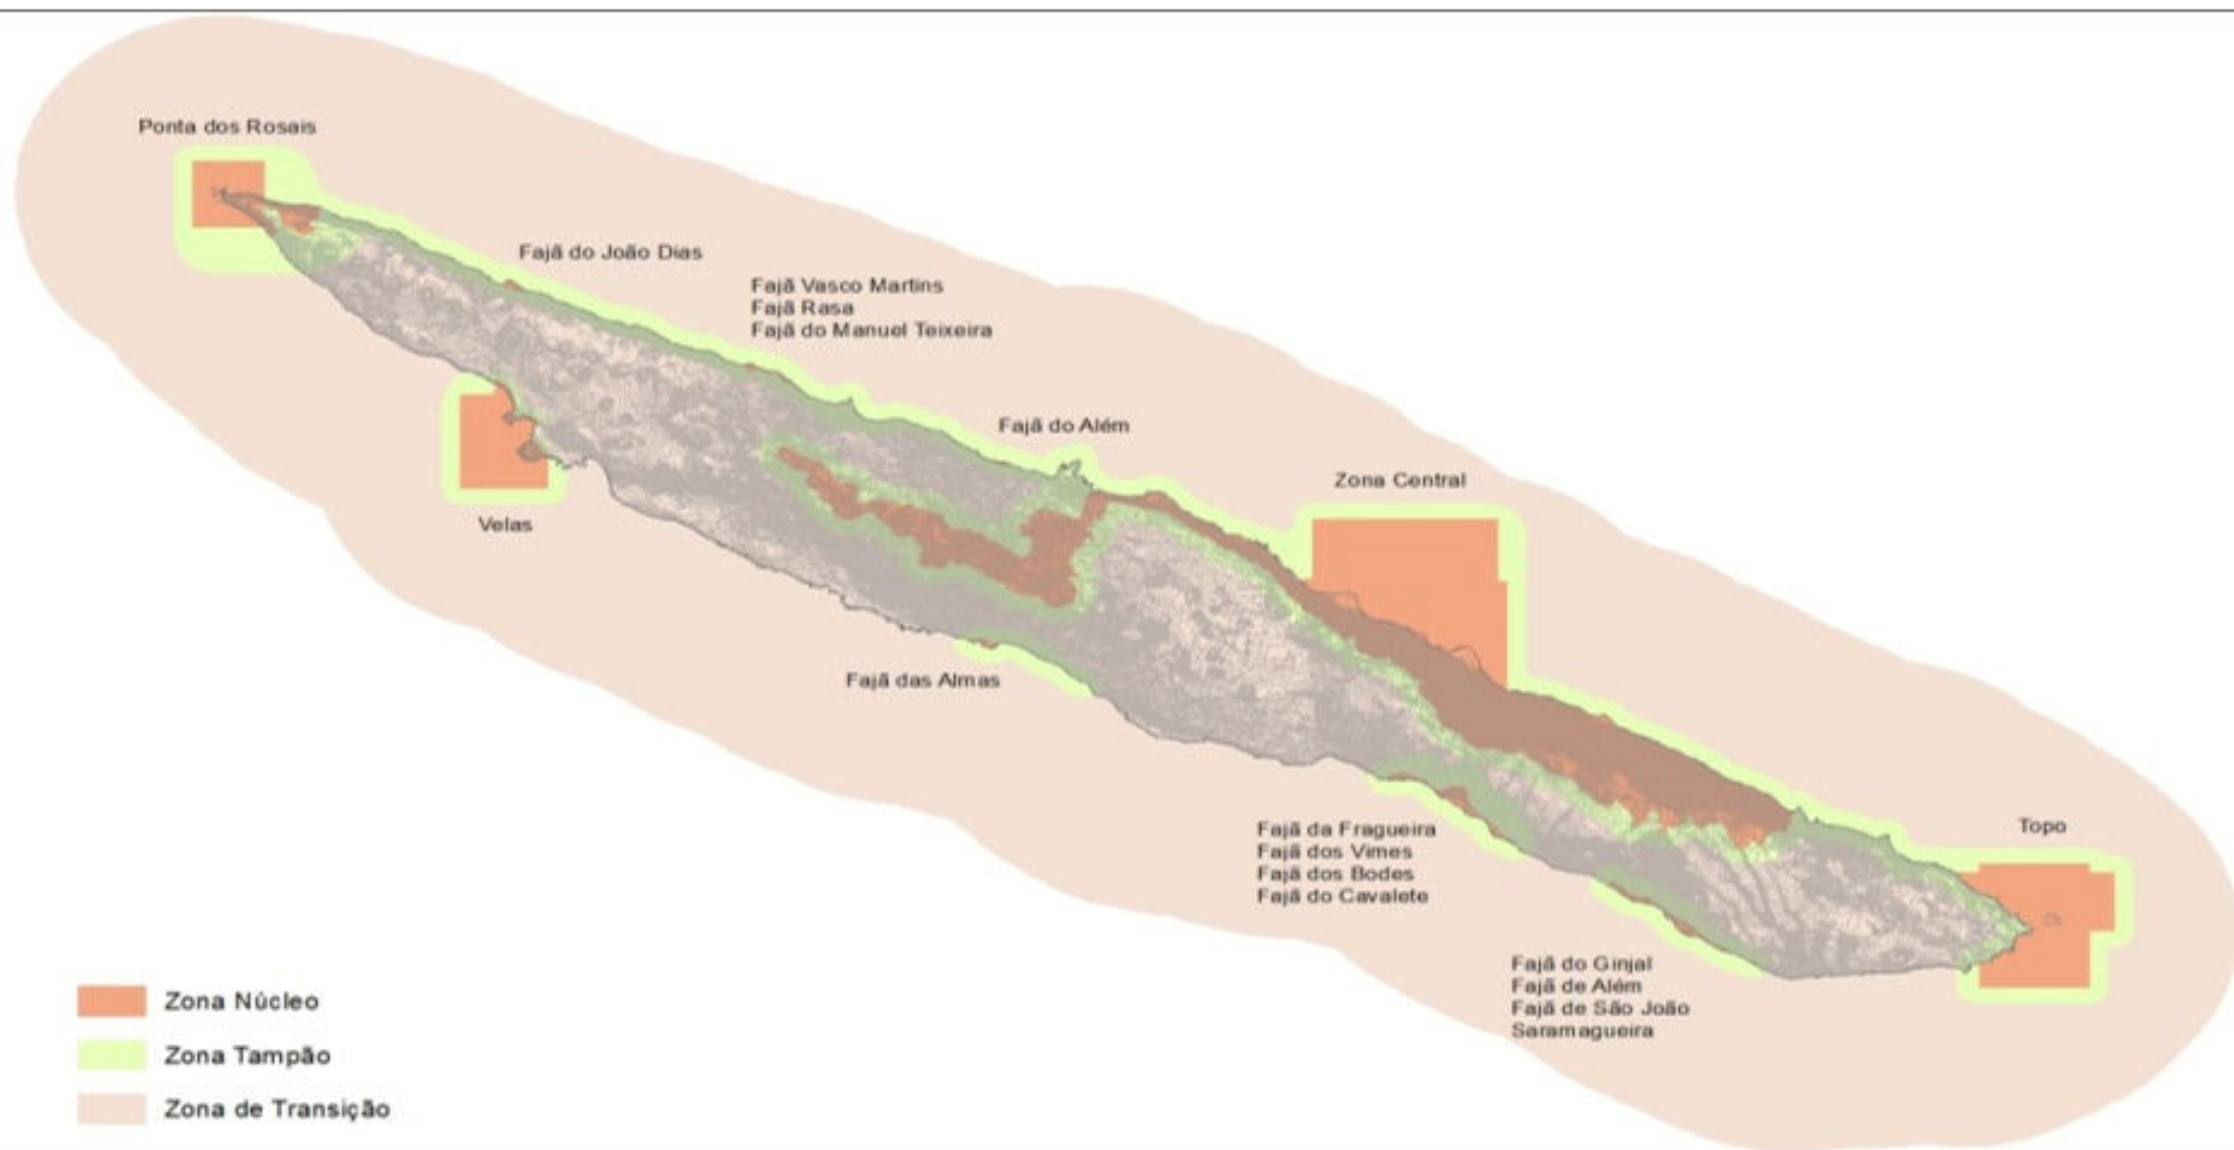 Ponta dos Rosais
Fajã do João Dias
Fajã Vasco Martins
Fajã Rasa
Fajã do Manuel Teixeira
Fajã do Além
Zona Central
Velas
Fajã das Almas
Fajã da Fragueira
Fajã dos Vimes
Fajã dos Bodes
Fajã do Cavalete
Topo
Fajã do Ginjal
Fajã de Além
Fajã de São João
Saramagueira
Zona Núcleo
Zona Tampão
Zona de Transição